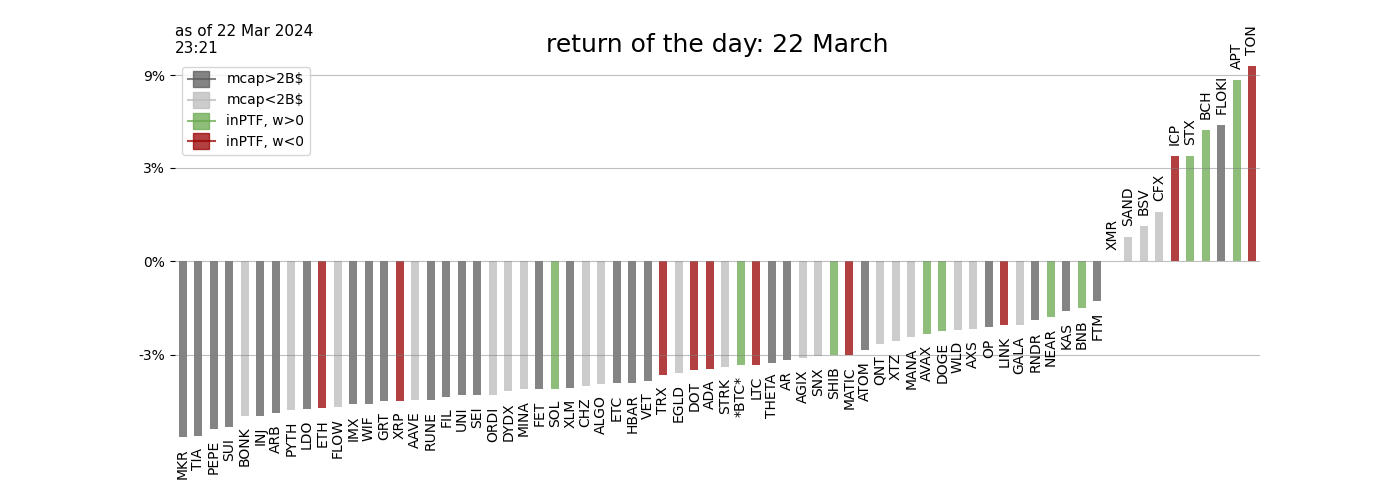 as of 22 Mar 2024
23:21
return of the day: 22 March
mcap>2B$
mcap<2B$
inPTF, w>0
inPTF, w<0
9%
3%
0%
-3%
MKR
TIA
PEPE
SUI
BONK
INJ
ARB
PYTH
LDO
ETH
FLOW
IMX
WIF
GRT
XRP
AAVE
RUNE
FIL
UNI
SEI
ORDI
DYDX
MINA
FET
SOL
XLM
CHZ
ALGO
ETC
HBAR
VET
TRX
EGLD
DOT
ADA
STRK
*BTC*
LTC
THETA
AR
AGIX
SNX
SHIB
MATIC
ATOM
QNT
XTZ
MANA
AVAX
DOGE
WLD
AXS
OP
LINK
GALA
RNDR
NEAR
KAS
BNB
FTM
XMR
SAND
BSV
CFX
ICP
STX
BCH
FLOKI
APT
TON